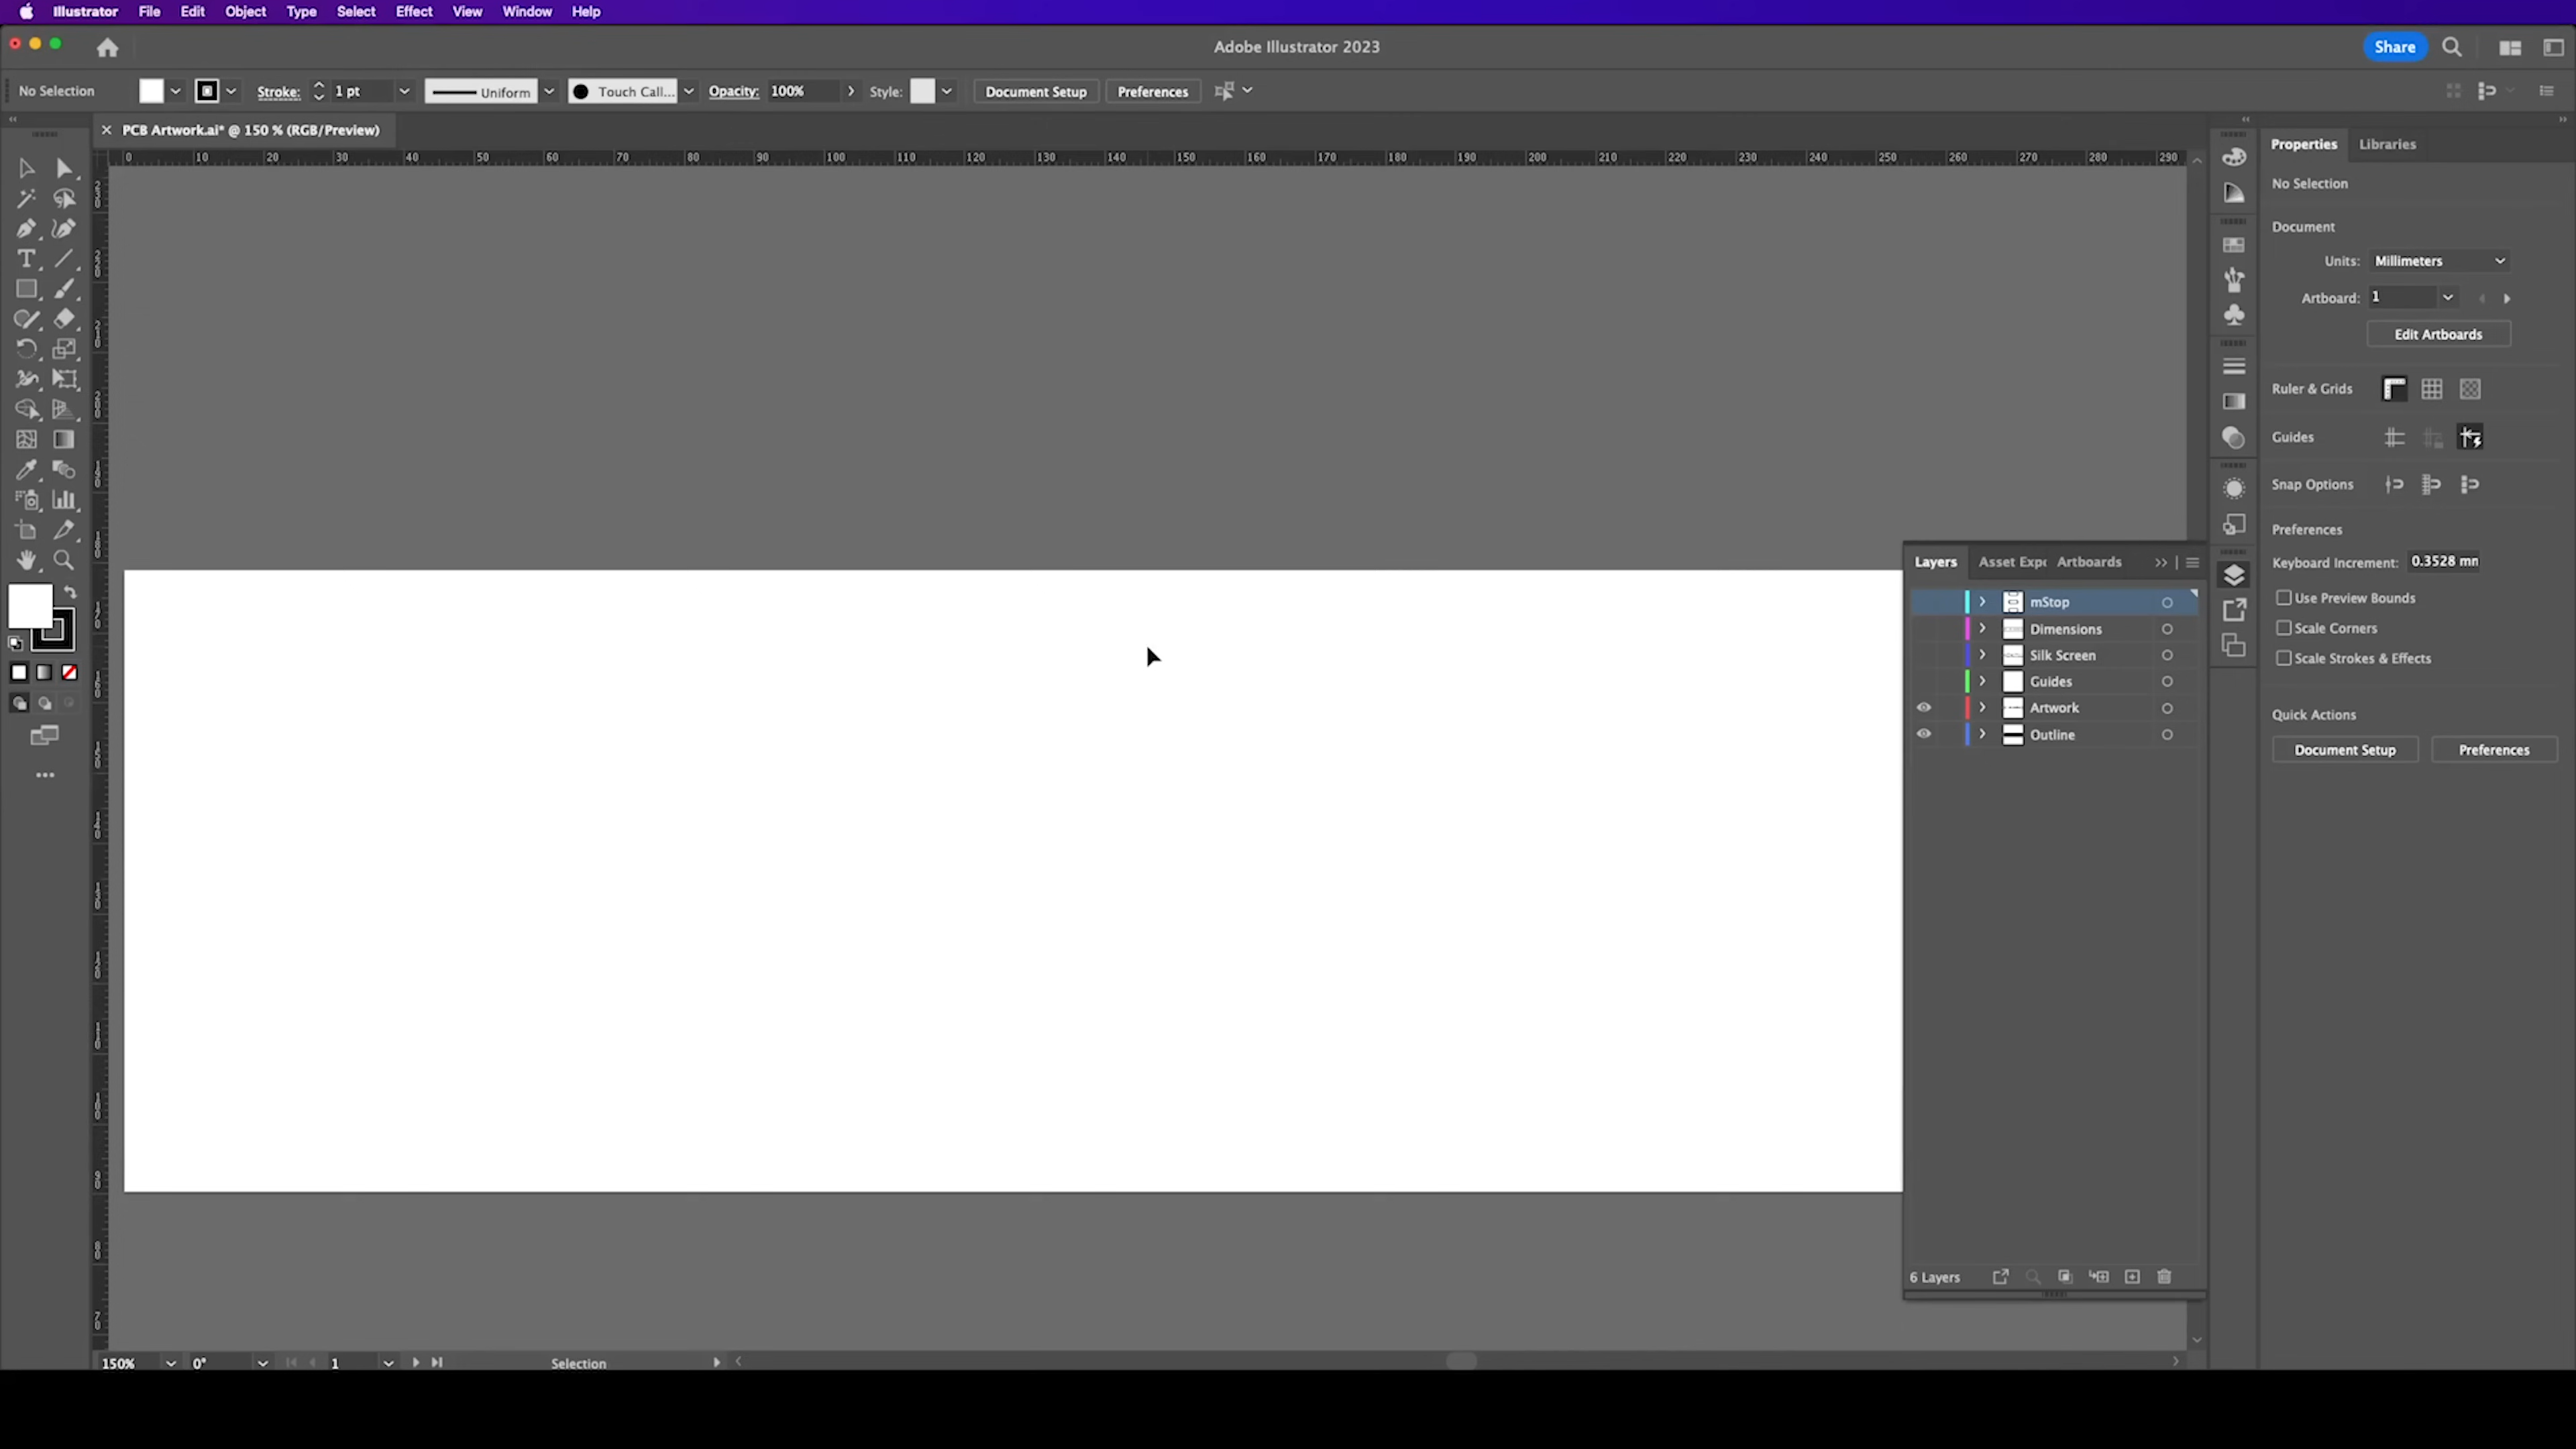 Illustrator File Edit Object Type Select Effect View Window Help
Adobe Illustrator 2023
Share
No Selection
Stroke:
1 pt
Uniform
Touch Call...
Opacity:
100%
Style:
Document Setup
Preferences
PCB Artwork.ai* @ 150 % (RGB/Preview)
0 10 20 30 40 50 60 70 80 90 100 110 120 130 140 150 160 170 180 190 200 210 220 230 240 250 260 270 280 290
Properties
Libraries
No Selection
Document
Units:
Millimeters
Artboard:
1
Edit Artboards
Ruler & Grids
Guides
Snap Options
Preferences
Keyboard Increment:
0.3528 mm
Use Preview Bounds
Scale Corners
Scale Strokes & Effects
Quick Actions
Document Setup
Preferences
Layers
Asset Expo
Artboards
mStop
Dimensions
Silk Screen
Guides
Artwork
Outline
6 Layers
150%
0°
1
Selection